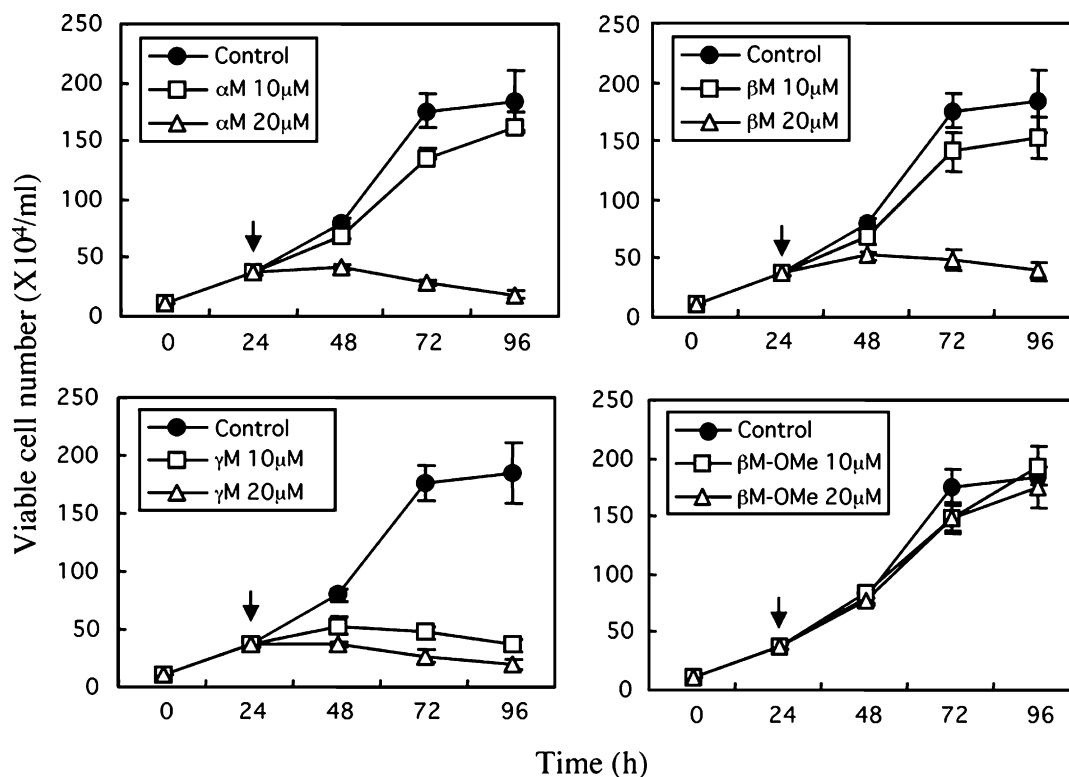 Viable cell number (X10⁴/ml)
250
200
150
100
50
0
Control
αM 10μM
αM 20μM
0 24 48 72 96
250
200
150
100
50
0
Control
βM 10μM
βM 20μM
0 24 48 72 96
250
200
150
100
50
0
Control
γM 10μM
γM 20μM
0 24 48 72 96
250
200
150
100
50
0
Control
βM-OMe 10μM
βM-OMe 20μM
0 24 48 72 96
Time (h)